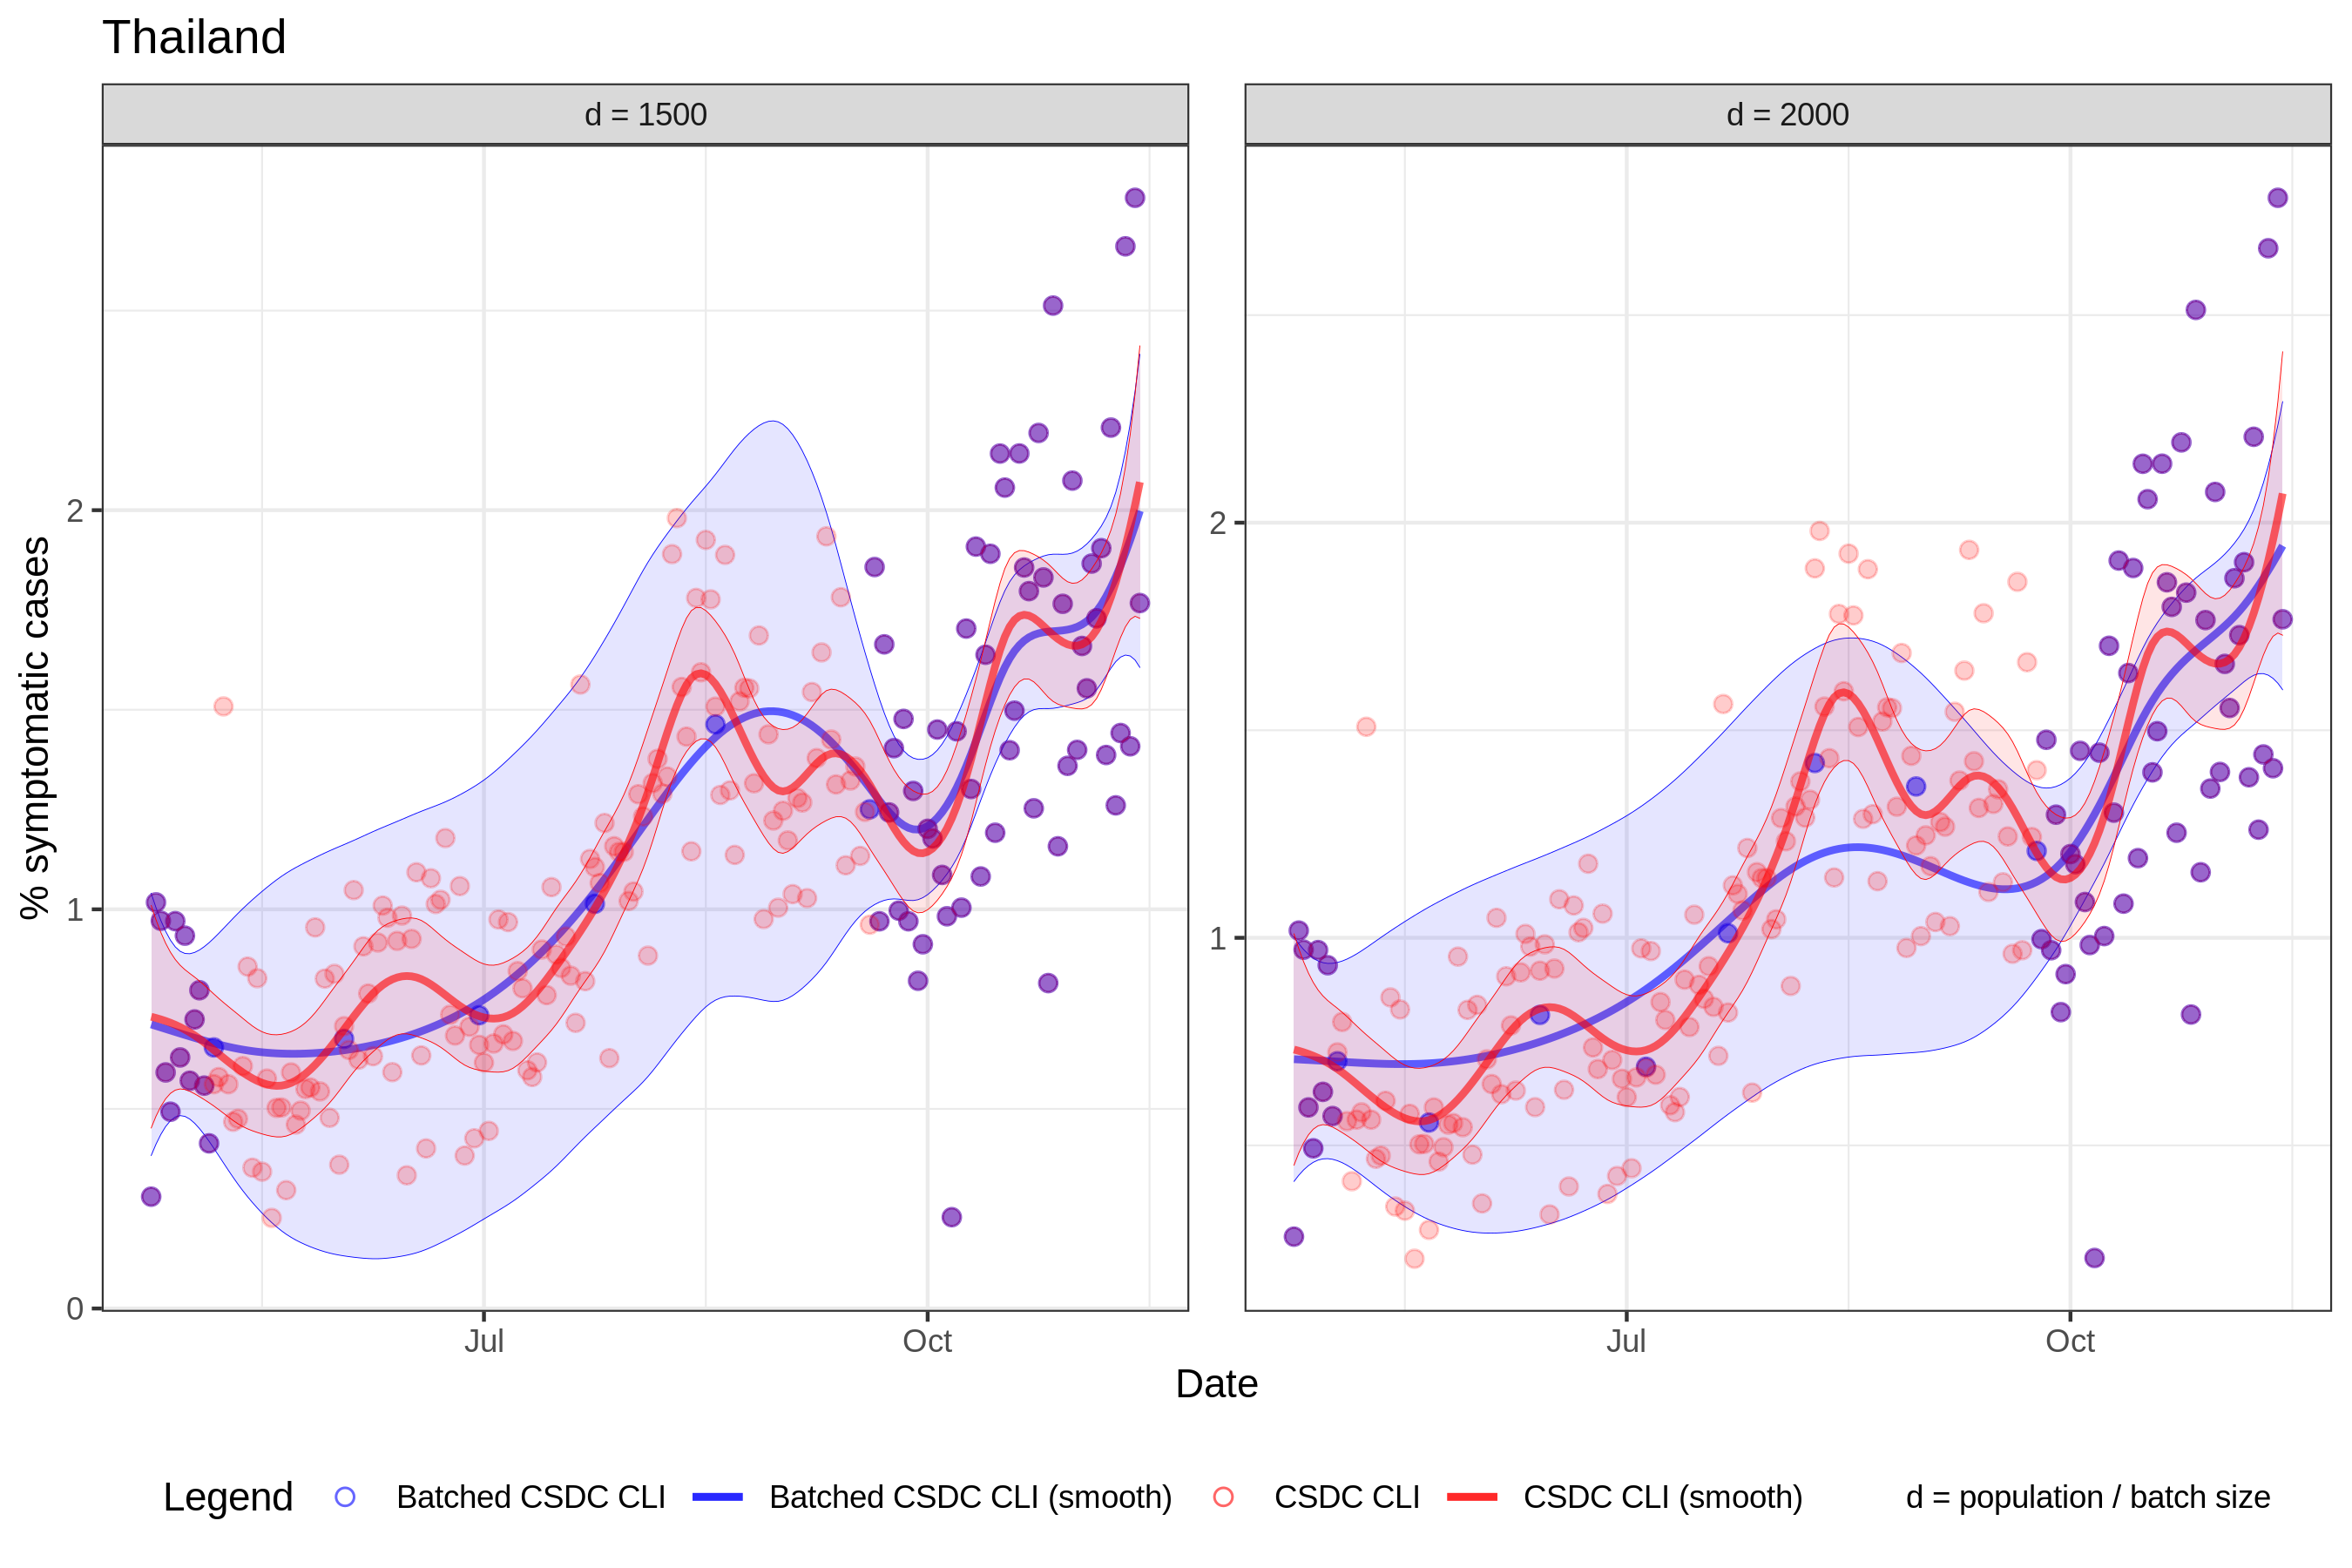 Thailand
d = 1500
d = 2000
% symptomatic cases
2
1
0
2
1
Jul
Oct
Jul
Oct
Date
Legend
Batched CSDC CLI
Batched CSDC CLI (smooth)
CSDC CLI
CSDC CLI (smooth)
d = population / batch size